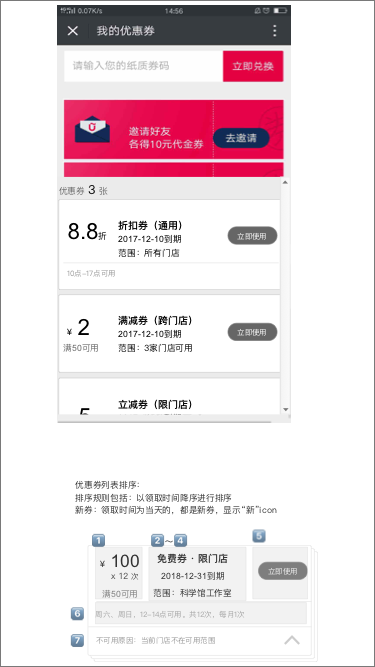 0.07K/s 14:56
我的优惠券
请输入您的纸质券码 立即兑换
邀请好友
各得10元代金券
去邀请
优惠券 3 张
8.8折
折扣券（通用）
2017-12-10到期
范围：所有门店
立即使用
10点-17点可用
¥ 2
满50可用
满减券（跨门店）
2017-12-10到期
范围：3家门店可用
立即使用
5
立减券（限门店）
优惠券列表排序：
排序规则包括：以领取时间降序进行排序
新券：领取时间为当天的，都是新券，显示“新”icon
1 2～4 5
¥ 100
x 12 次
满50可用
免费券·限门店
2018-12-31到期
范围：科学馆工作室
立即使用
6 周六、周日，12-14点可用，共12次，每月1次
7 不可用原因：当前门店不在可用范围